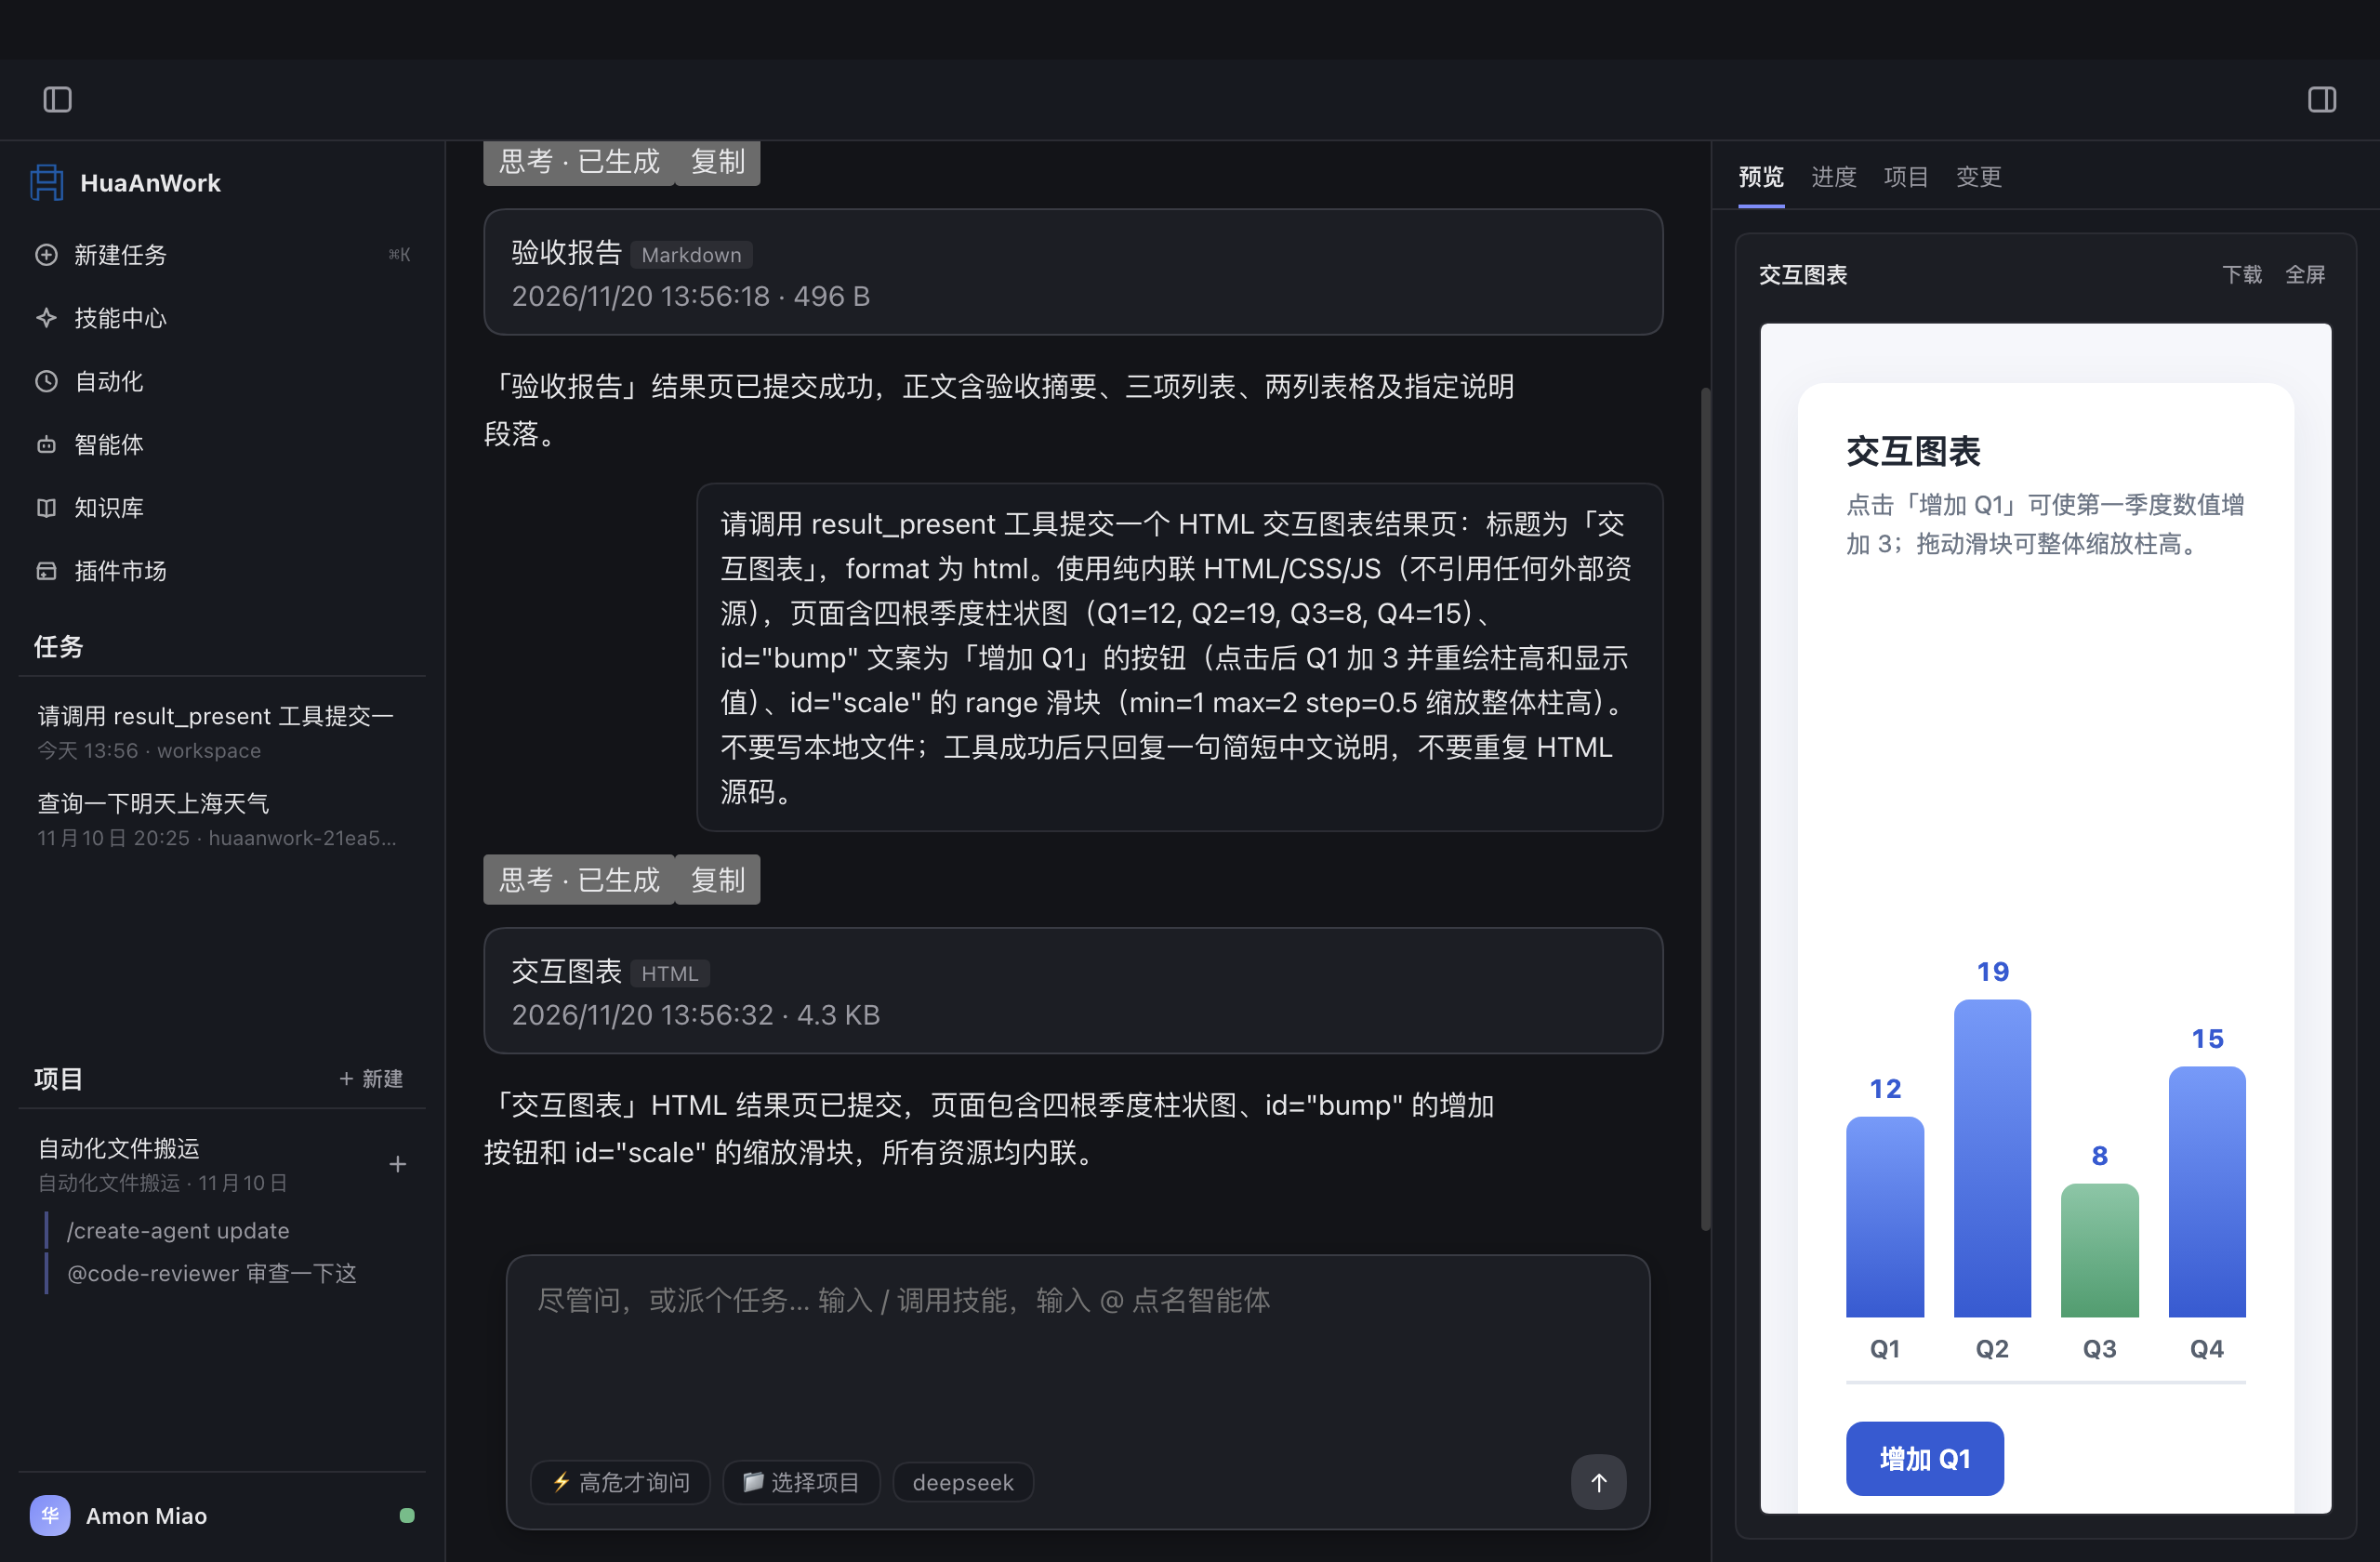 HuaAnWork
新建任务
⌘K
技能中心
自动化
智能体
知识库
插件市场
任务
请调用 result_present 工具提交一
今天 13:56 · workspace
查询一下明天上海天气
11月10日 20:25 · huaanwork-21ea5...
项目
+ 新建
自动化文件搬运
自动化文件搬运 · 11月10日
+
/create-agent update
@code-reviewer 审查一下这
华
Amon Miao
思考 · 已生成
复制
验收报告 Markdown
2026/11/20 13:56:18 · 496 B
「验收报告」结果页已提交成功，正文含验收摘要、三项列表、两列表格及指定说明
段落。
请调用 result_present 工具提交一个 HTML 交互图表结果页：标题为「交
互图表」，format 为 html。使用纯内联 HTML/CSS/JS（不引用任何外部资
源），页面含四根季度柱状图（Q1=12, Q2=19, Q3=8, Q4=15）、
id="bump" 文案为「增加 Q1」的按钮（点击后 Q1 加 3 并重绘柱高和显示
值）、id="scale" 的 range 滑块（min=1 max=2 step=0.5 缩放整体柱高）。
不要写本地文件；工具成功后只回复一句简短中文说明，不要重复 HTML
源码。
思考 · 已生成
复制
交互图表 HTML
2026/11/20 13:56:32 · 4.3 KB
「交互图表」HTML 结果页已提交，页面包含四根季度柱状图、id="bump" 的增加
按钮和 id="scale" 的缩放滑块，所有资源均内联。
尽管问，或派个任务... 输入 / 调用技能，输入 @ 点名智能体
⚡ 高危才询问
选择项目
deepseek
预览
进度
项目
变更
交互图表
下载
全屏
交互图表
点击「增加 Q1」可使第一季度数值增
加 3；拖动滑块可整体缩放柱高。
12
19
8
15
Q1
Q2
Q3
Q4
增加 Q1